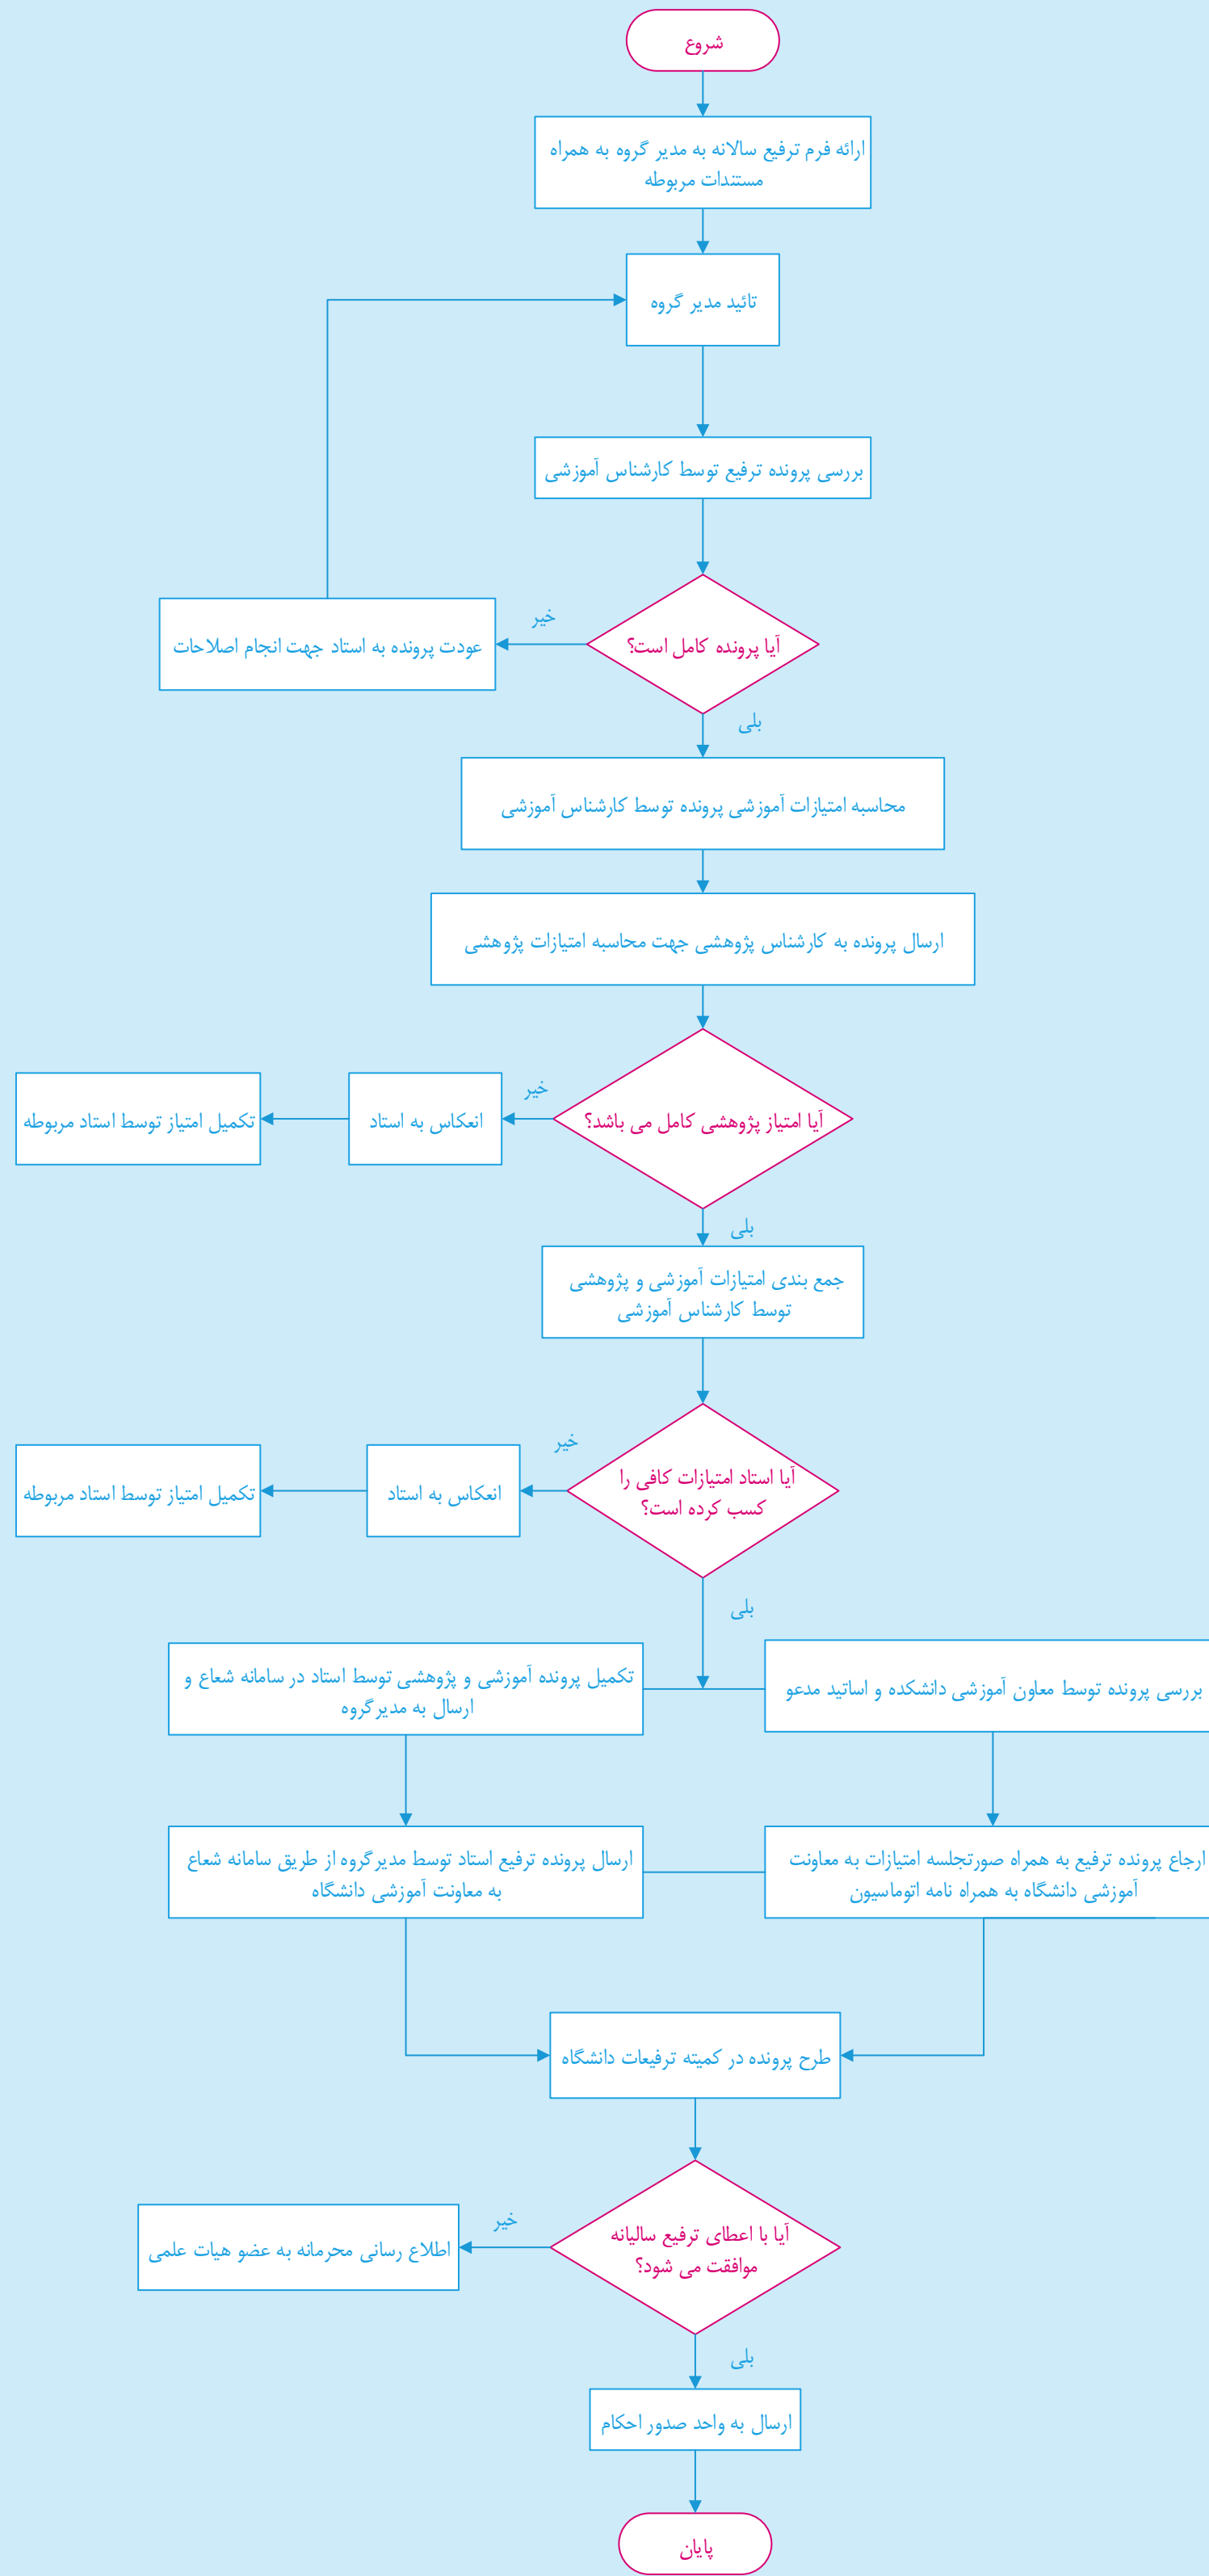 شروع
ارائه فرم ترفیع سالانه به مدیر گروه به همراه
مستندات مربوطه
تائید مدیر گروه
بررسی پرونده ترفیع توسط کارشناس آموزشی
آیا پرونده کامل است؟
خیر
عودت پرونده به استاد جهت انجام اصلاحات
بلی
محاسبه امتیازات آموزشی پرونده توسط کارشناس آموزشی
ارسال پرونده به کارشناس پژوهشی جهت محاسبه امتیازات پژوهشی
آیا امتیاز پژوهشی کامل می باشد؟
خیر
انعکاس به استاد
تکمیل امتیاز توسط استاد مربوطه
بلی
جمع بندی امتیازات آموزشی و پژوهشی
توسط کارشناس آموزشی
آیا استاد امتیازات کافی را
کسب کرده است؟
خیر
انعکاس به استاد
تکمیل امتیاز توسط استاد مربوطه
بلی
بررسی پرونده توسط معاون آموزشی دانشکده و اساتید مدعو
تکمیل پرونده آموزشی و پژوهشی توسط استاد در سامانه شعاع و
ارسال به مدیرگروه
ارجاع پرونده ترفیع به همراه صورتجلسه امتیازات به معاونت
آموزشی دانشگاه به همراه نامه اتوماسیون
ارسال پرونده ترفیع استاد توسط مدیرگروه از طریق سامانه شعاع
به معاونت آموزشی دانشگاه
طرح پرونده در کمیته ترفیعات دانشگاه
آیا با اعطای ترفیع سالیانه
موافقت می شود؟
خیر
اطلاع رسانی محرمانه به عضو هیات علمی
بلی
ارسال به واحد صدور احکام
پایان